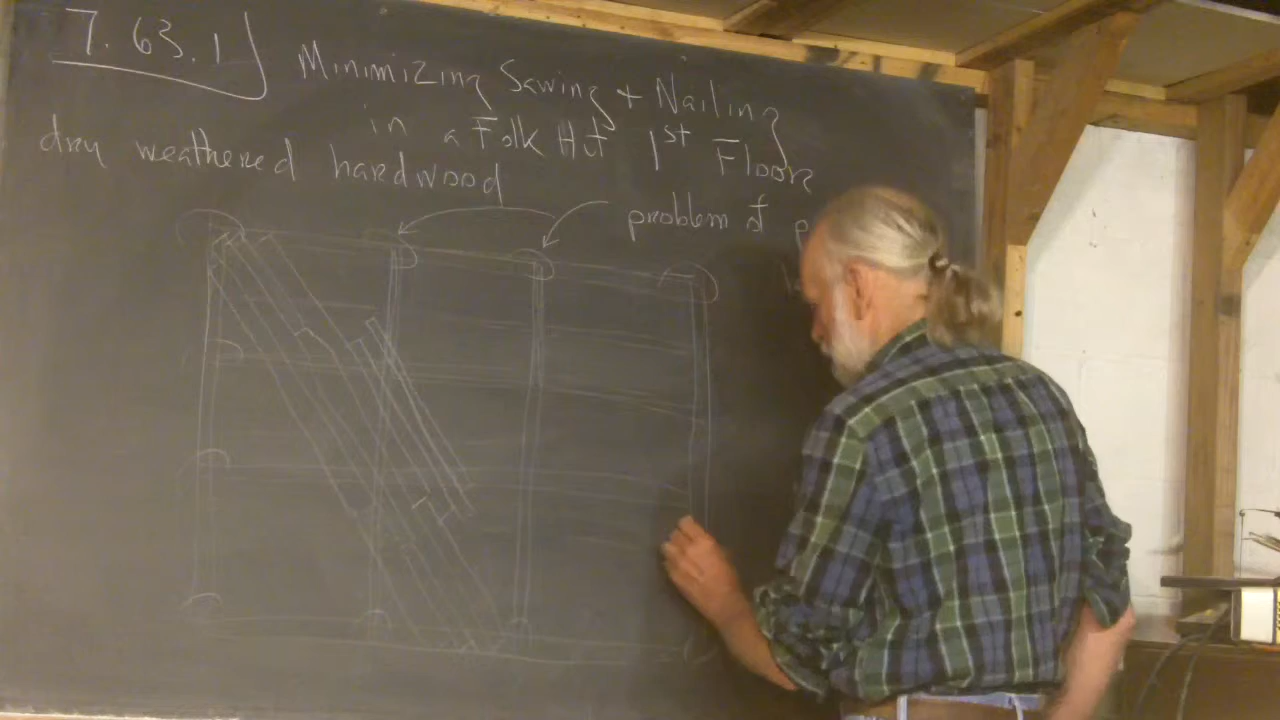 7.63.1) Minimizing Sawing + Nailing
in a Folk Hut 1st Floor
dry weathered hardwood
problem of